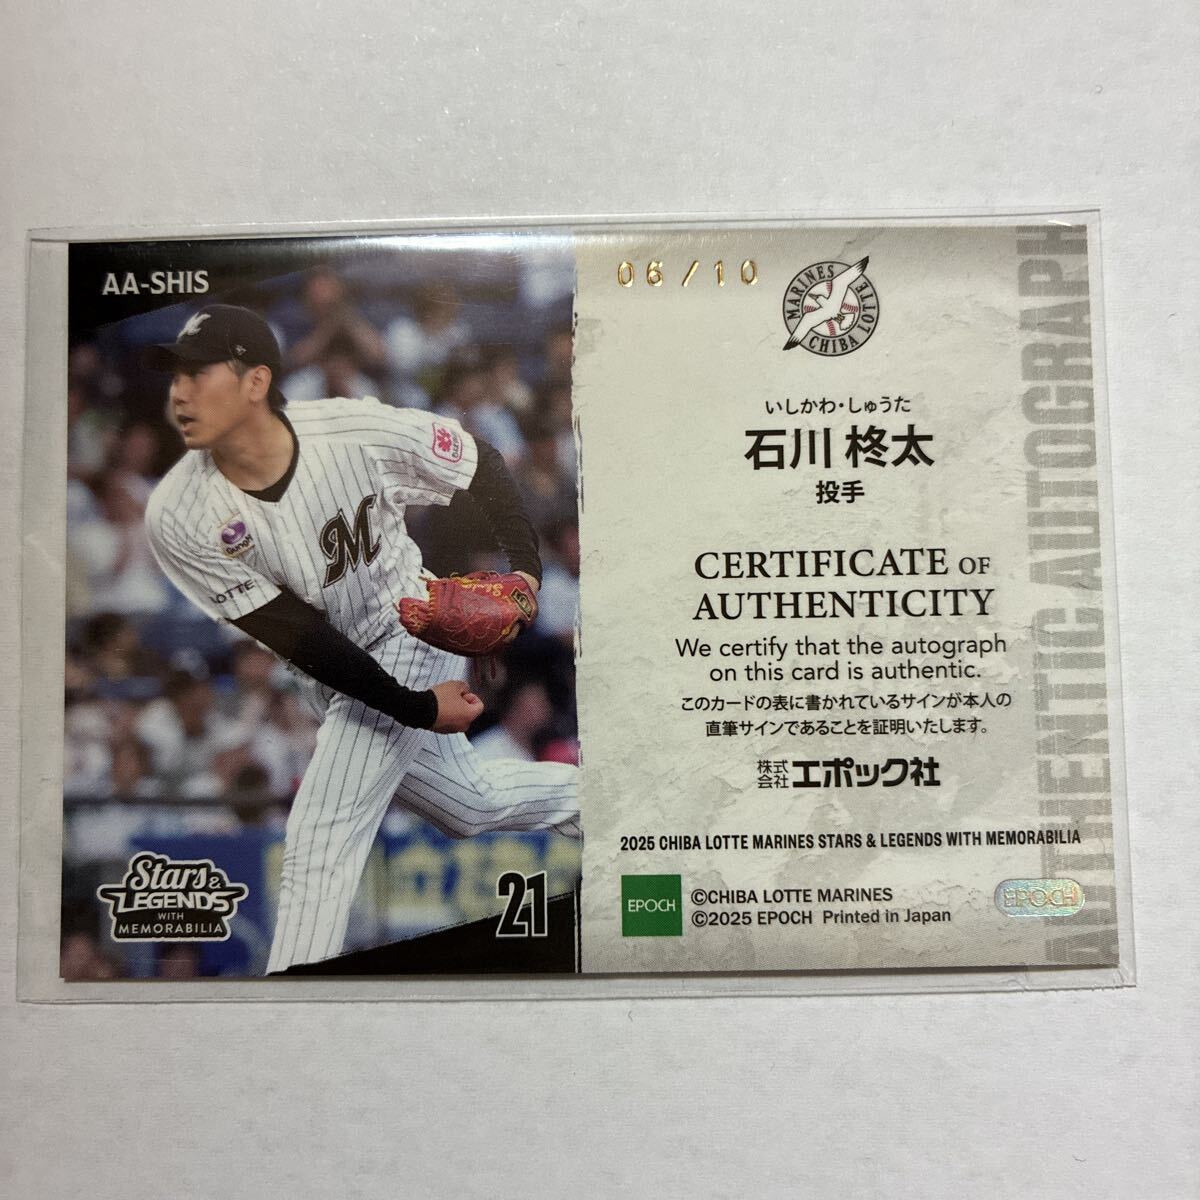 AA-SHIS
06/10
MARINES
CHIBA LOTTE
いしかわ・しゅうた
石川 柊太
投手
CERTIFICATE OF
AUTHENTICITY
We certify that the autograph
on this card is authentic.
このカードの表に書かれているサインが本人の
直筆サインであることを証明いたします。
株式会社 エポック社
2025 CHIBA LOTTE MARINES STARS & LEGENDS WITH MEMORABILIA
EPOCH
©CHIBA LOTTE MARINES
©2025 EPOCH Printed in Japan
EPOCH
AUTHENTIC AUTOGRAPH
M
M
GungHo
LOTTE
Stars &
LEGENDS
WITH
MEMORABILIA
21